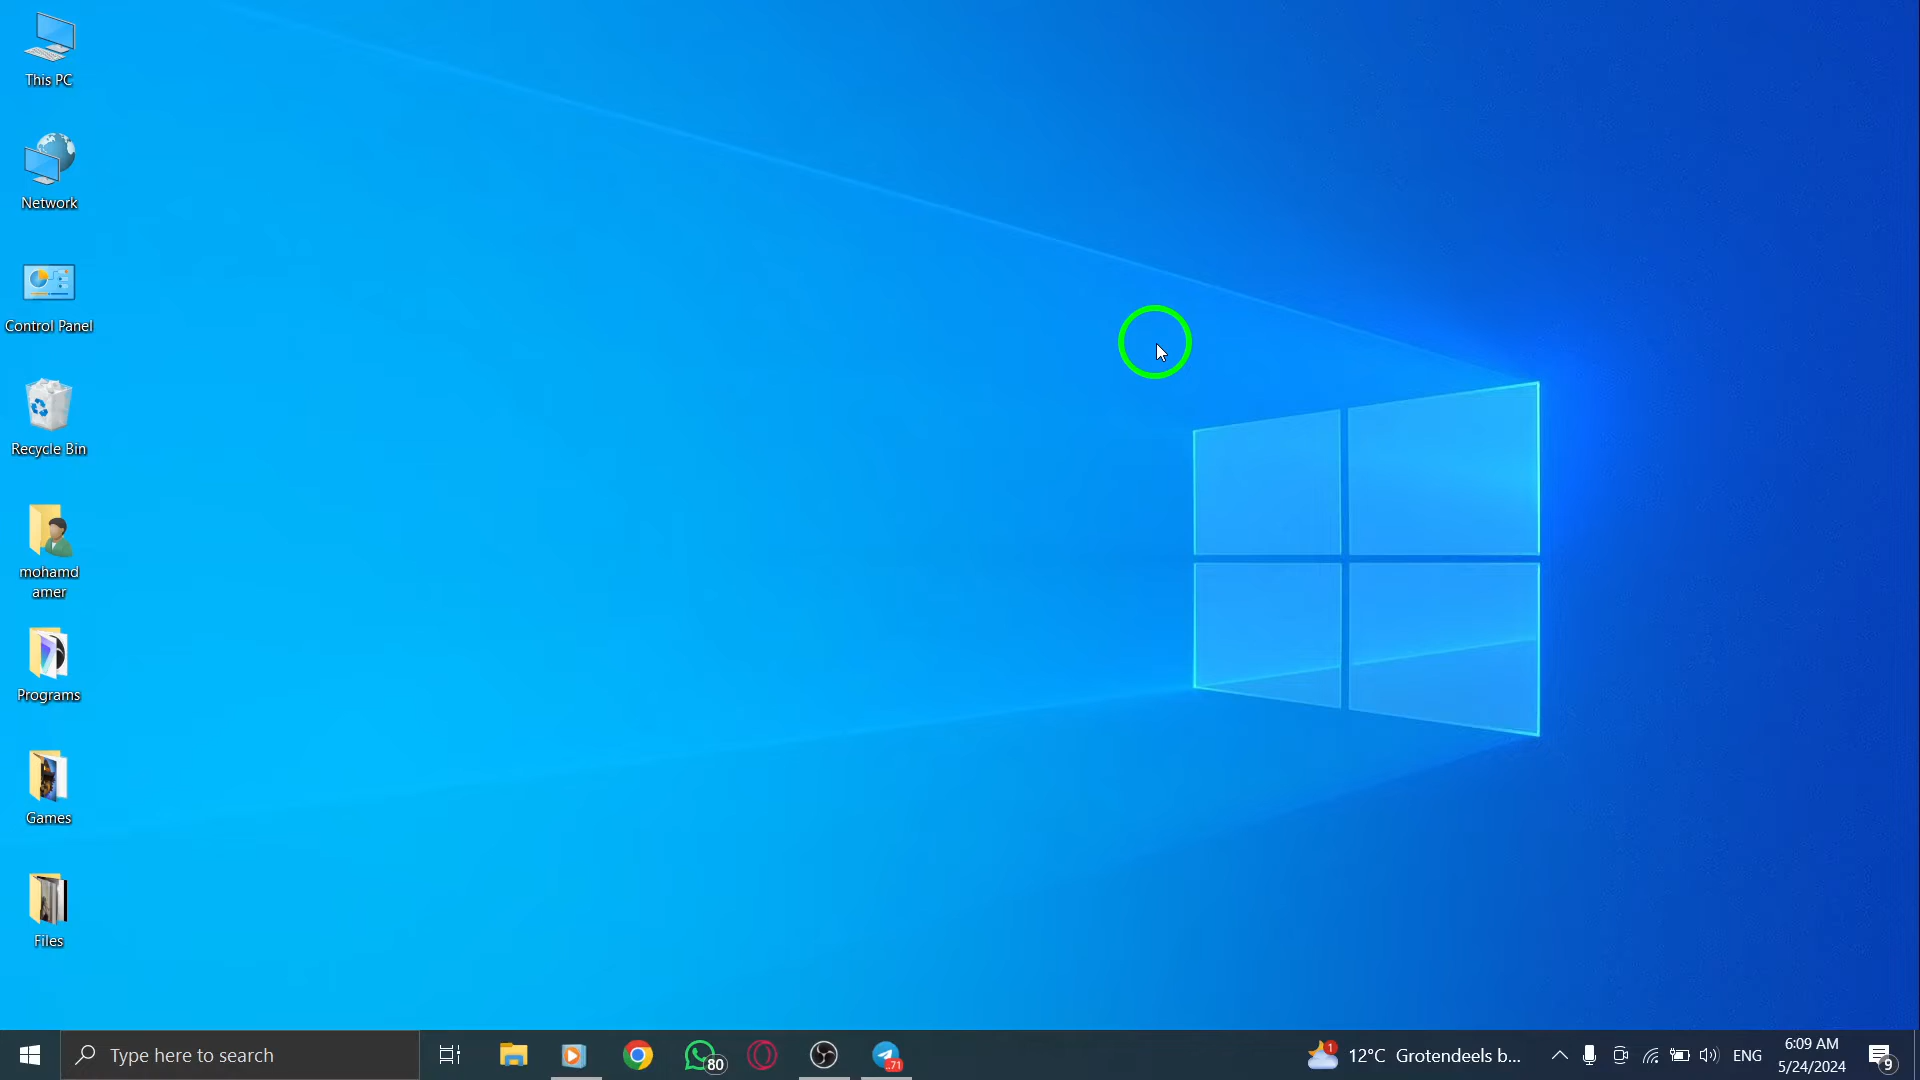 This PC
Network
Control Panel
Recycle Bin
mohamd
amer
Programs
Games
Files
Type here to search
80
71
1
12°C Grotendeels b...
ENG
6:09 AM
5/24/2024
9